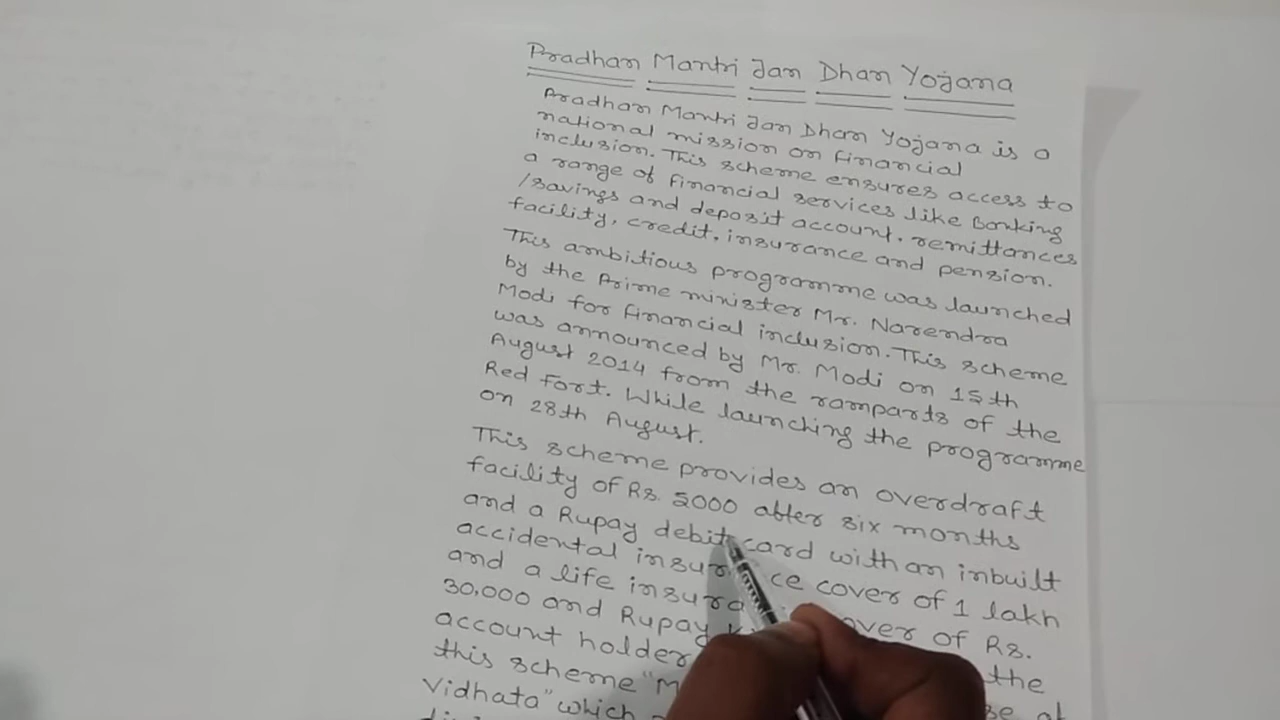 Pradhan Mantri Jan Dhan Yojana
Pradhan Mantri Jan Dhan Yojana is a
national mission on financial
inclusion. This scheme ensures access to
a range of financial services like Banking
/savings and deposit account. remittances
facility, credit, insurance and pension.
This ambitious programme was launched
by the Prime minister Mr. Narendra
Modi for financial inclusion. This scheme
was announced by Mr. Modi on 15th
August 2014 from the ramparts of the
Red Fort. While launching the programme
on 28th August.
This scheme provides an overdraft
facility of Rs. 5000 after six months
and a Rupay debit card with an inbuilt
accidental insurance cover of 1 lakh
and a life insurance cover of Rs.
30,000 and Rupay the
account holder
this scheme
Vidhata" which